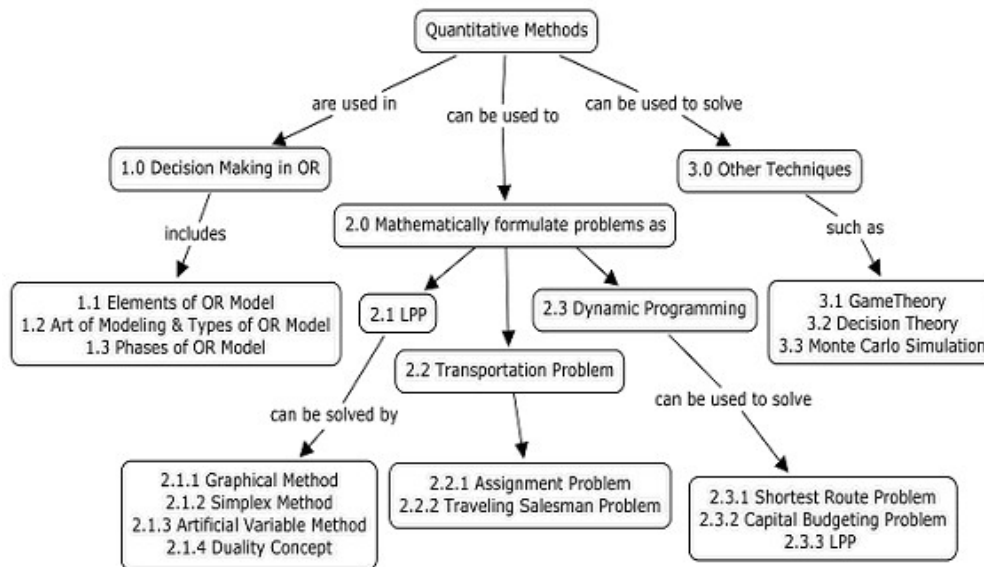 Quantitative Methods
are used in
can be used to
can be used to solve
1.0 Decision Making in OR
3.0 Other Techniques
includes
2.0 Mathematically formulate problems as
such as
1.1 Elements of OR Model
1.2 Art of Modeling & Types of OR Model
1.3 Phases of OR Model
2.1 LPP
2.3 Dynamic Programming
3.1 GameTheory
3.2 Decision Theory
3.3 Monte Carlo Simulation
2.2 Transportation Problem
can be solved by
can be used to solve
2.1.1 Graphical Method
2.1.2 Simplex Method
2.1.3 Artificial Variable Method
2.1.4 Duality Concept
2.2.1 Assignment Problem
2.2.2 Traveling Salesman Problem
2.3.1 Shortest Route Problem
2.3.2 Capital Budgeting Problem
2.3.3 LPP